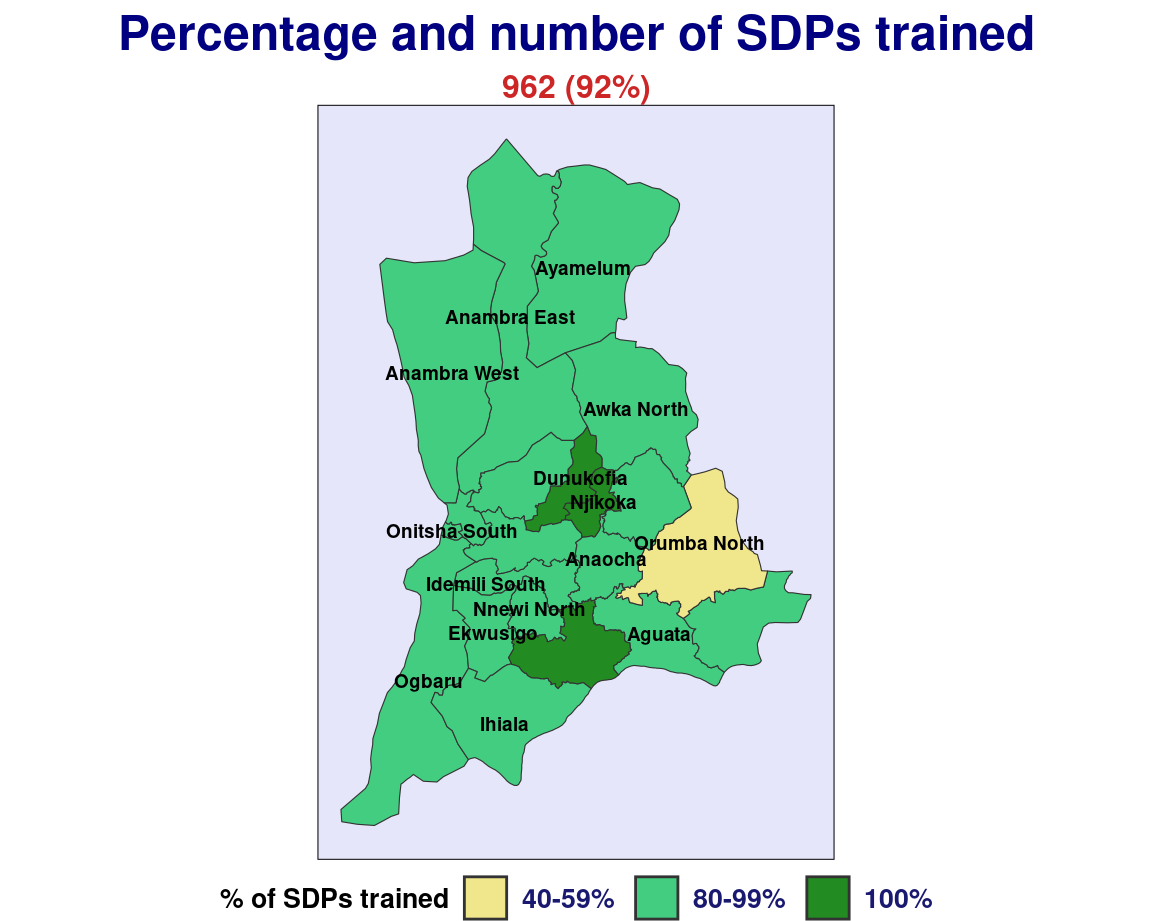 Percentage and number of SDPs trained
962 (92%)
Ayamelum
Anambra East
Anambra West
Awka North
Dunukofia
Njikoka
Onitsha South
Orumba North
Anaocha
Idemili South
Nnewi North
Ekwusigo
Aguata
Ogbaru
Ihiala
% of SDPs trained 40-59% 80-99% 100%